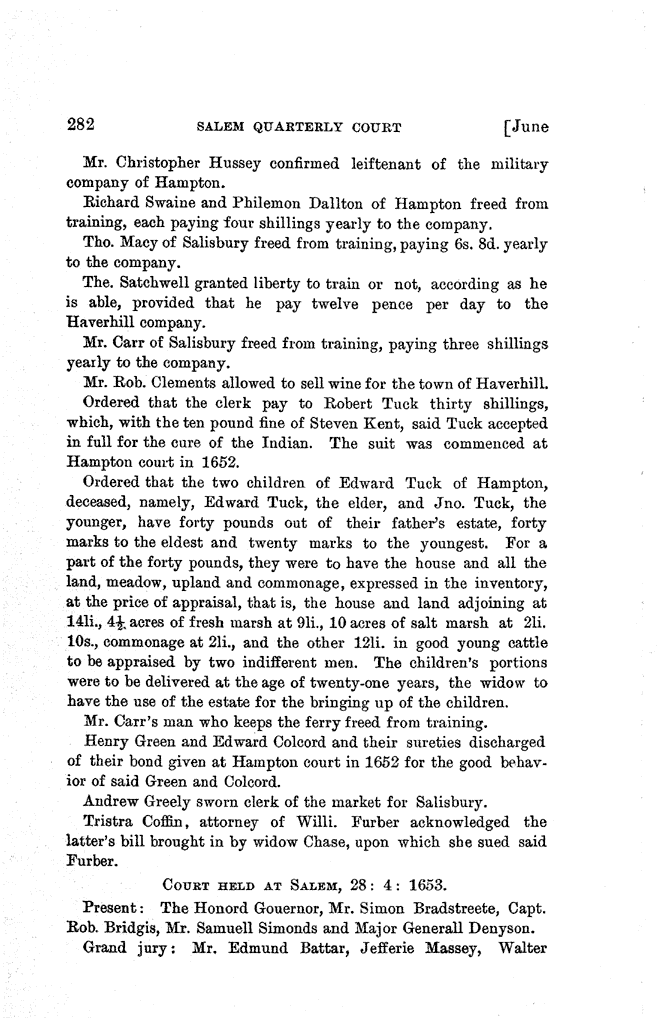 282 SALEM QUARTERLY COURT [June
Mr. Christopher Hussey confirmed leiftenant of the military
company of Hampton.
Richard Swaine and Philemon Dallton of Hampton freed from
training, each paying four shillings yearly to the company.
Tho. Macy of Salisbury freed from training, paying 6s. 8d. yearly
to the company.
The. Satchwell granted liberty to train or not, according as he
is able, provided that he pay twelve pence per day to the
Haverhill company.
Mr. Carr of Salisbury freed from training, paying three shillings
yearly to the company.
Mr. Rob. Clements allowed to sell wine for the town of Haverhill.
Ordered that the clerk pay to Robert Tuck thirty shillings,
which, with the ten pound fine of Steven Kent, said Tuck accepted
in full for the cure of the Indian. The suit was commenced at
Hampton court in 1652.
Ordered that the two children of Edward Tuck of Hampton,
deceased, namely, Edward Tuck, the elder, and Jno. Tuck, the
younger, have forty pounds out of their father's estate, forty
marks to the eldest and twenty marks to the youngest. For a
part of the forty pounds, they were to have the house and all the
land, meadow, upland and commonage, expressed in the inventory,
at the price of appraisal, that is, the house and land adjoining at
14li., 4½ acres of fresh marsh at 9li., 10 acres of salt marsh at 2li.
10s., commonage at 2li., and the other 12li. in good young cattle
to be appraised by two indifferent men. The children's portions
were to be delivered at the age of twenty-one years, the widow to
have the use of the estate for the bringing up of the children.
Mr. Carr's man who keeps the ferry freed from training.
Henry Green and Edward Colcord and their sureties discharged
of their bond given at Hampton court in 1652 for the good behav-
ior of said Green and Colcord.
Andrew Greely sworn clerk of the market for Salisbury.
Tristra Coffin, attorney of Willi. Furber acknowledged the
latter's bill brought in by widow Chase, upon which she sued said
Furber.
COURT HELD AT SALEM, 28: 4: 1653.
Present: The Honord Gouernor, Mr. Simon Bradstreete, Capt.
Rob. Bridgis, Mr. Samuell Simonds and Major Generall Denyson.
Grand jury: Mr. Edmund Battar, Jefferie Massey, Walter